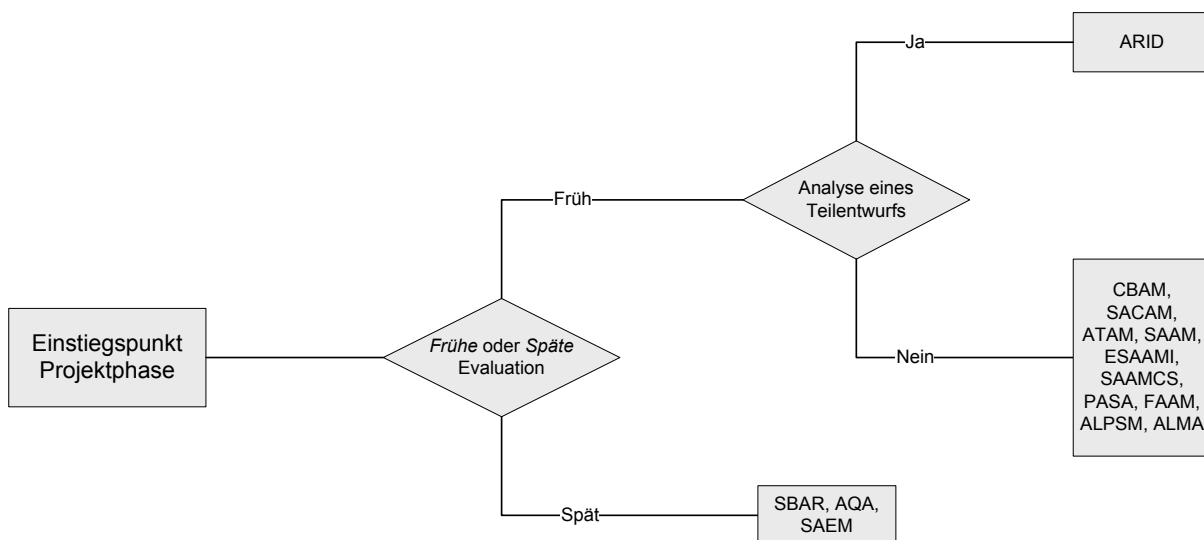 Ja
ARID
Analyse eines
Teilentwurfs
Früh
Einstiegspunkt
Projektphase
Frühe oder Späte
Evaluation
Nein
CBAM,
SACAM,
ATAM, SAAM,
ESAAMI,
SAAMCS,
PASA, FAAM,
ALPSM, ALMA
Spät
SBAR, AQA,
SAEM